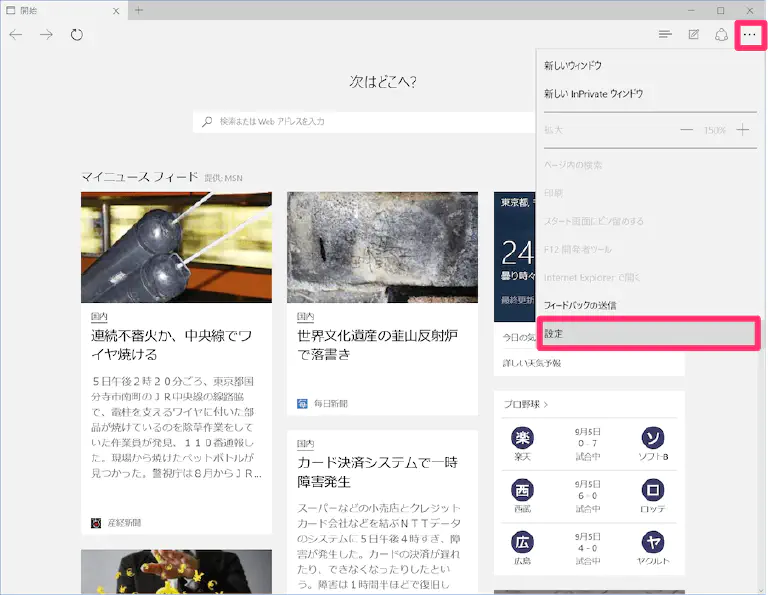 開始
次はどこへ?
検索または Web アドレスを入力
マイニュース フィード 提供: MSN
国内
連続不審火か、中央線でワ
イヤ焼ける
５日午後２時２０分ごろ、東京都国
分寺市南町のＪＲ中央線の線路脇
で、電柱を支えるワイヤに付いた部
品が焼けているのを除草作業をして
いた作業員が発見、１１０番通報し
た。現場から焼けたペットボトルが
見つかった。警視庁は８月からＪＲ...
産経新聞
国内
世界文化遺産の韮山反射炉
で落書き
毎日新聞
国内
カード決済システムで一時
障害発生
スーパーなどの小売店とクレジット
カード会社などを結ぶＮＴＴデータ
のシステムに５日午後４時すぎ、障
害が発生した。カードの決済が遅れ
たり、できなくなったりしたとい
う。障害は１時間半ほどで復旧し
東京都,
24
曇り時々
最終更新
今日の天
詳しい天気予報
プロ野球 >
楽 9月5日 ソ
0 - 7
楽天 試合中 ソフトB
西 9月5日 ロ
6 - 0
西武 試合中 ロッテ
広 9月5日 ヤ
4 - 0
広島 試合中 ヤクルト
新しいウィンドウ
新しい InPrivate ウィンドウ
拡大 150%
ページ内の検索
印刷
スタート画面にピン留めする
F12 開発者ツール
Internet Explorer で開く
フィードバックの送信
設定